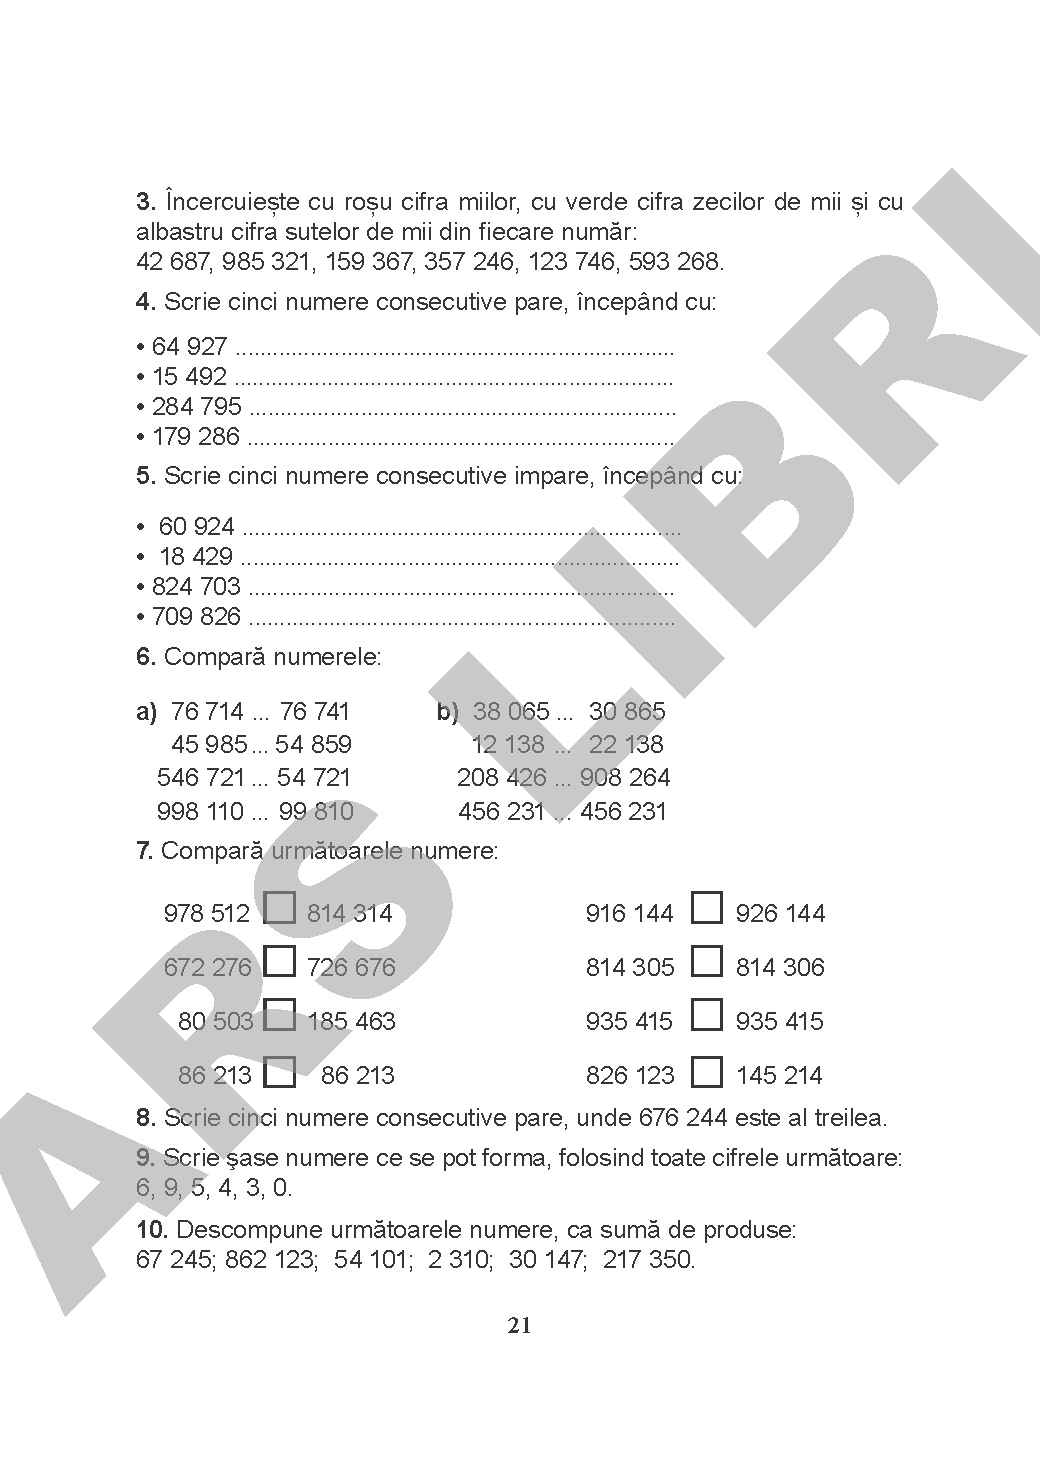 3. Încercuiește cu roșu cifra miilor, cu verde cifra zecilor de mii și cu
albastru cifra sutelor de mii din fiecare număr:
42 687, 985 321, 159 367, 357 246, 123 746, 593 268.
4. Scrie cinci numere consecutive pare, începând cu:
• 64 927 .......................................................................
• 15 492 .......................................................................
• 284 795 .....................................................................
• 179 286 .....................................................................
5. Scrie cinci numere consecutive impare, începând cu:
• 60 924 .......................................................................
• 18 429 .......................................................................
• 824 703 .....................................................................
• 709 826 .....................................................................
6. Compară numerele:
a) 76 714 ... 76 741 b) 38 065 ... 30 865
45 985 ... 54 859 12 138 ... 22 138
546 721 ... 54 721 208 426 ... 908 264
998 110 ... 99 810 456 231 ... 456 231
7. Compară următoarele numere:
978 512 □ 814 314 916 144 □ 926 144
672 276 □ 726 676 814 305 □ 814 306
80 503 □ 185 463 935 415 □ 935 415
86 213 □ 86 213 826 123 □ 145 214
8. Scrie cinci numere consecutive pare, unde 676 244 este al treilea.
9. Scrie şase numere ce se pot forma, folosind toate cifrele următoare:
6, 9, 5, 4, 3, 0.
10. Descompune următoarele numere, ca sumă de produse:
67 245; 862 123; 54 101; 2 310; 30 147; 217 350.
21
ARS LIBRI